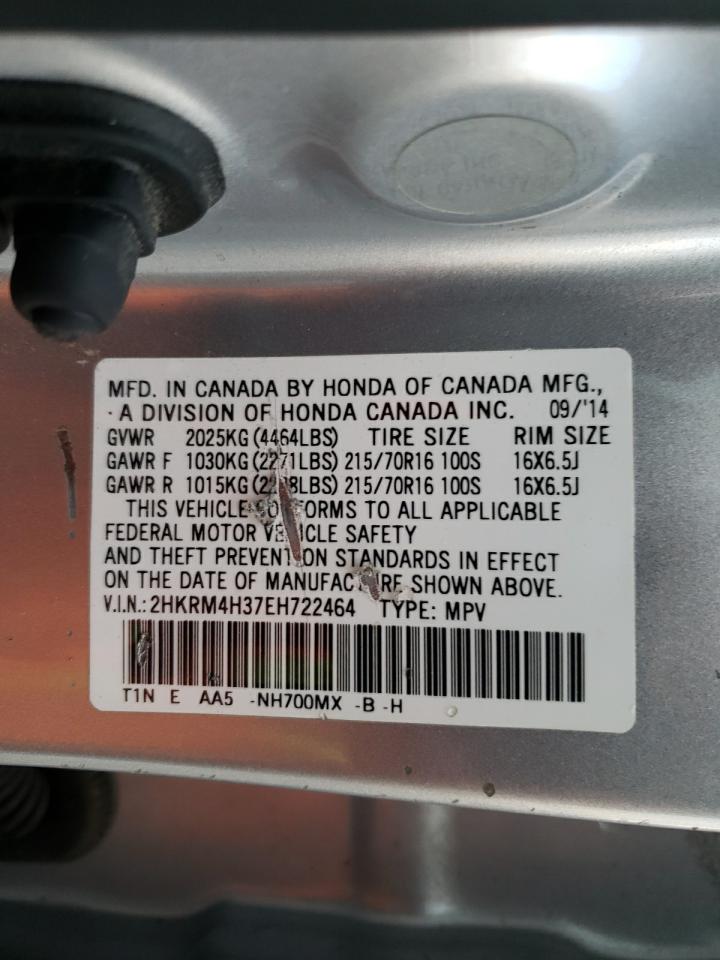 MFD. IN CANADA BY HONDA OF CANADA MFG.,
A DIVISION OF HONDA CANADA INC. 09/'14
GVWR 2025KG (4464LBS) TIRE SIZE RIM SIZE
GAWR F 1030KG (2271LBS) 215/70R16 100S 16X6.5J
GAWR R 1015KG 215/70R16 100S 16X6.5J
THIS VEHICLE CONFORMS TO ALL APPLICABLE
FEDERAL MOTOR VEHICLE SAFETY
AND THEFT PREVENTION STANDARDS IN EFFECT
ON THE DATE OF MANUFACTURE SHOWN ABOVE.
V.I.N.: 2HKRM4H37EH722464 TYPE: MPV
T1N E AA5 -NH700MX -B -H